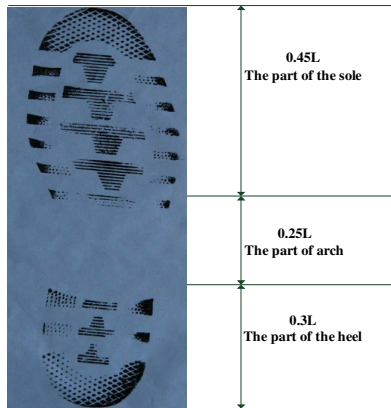 0.45L
The part of the sole
0.25L
The part of arch
0.3L
The part of the heel